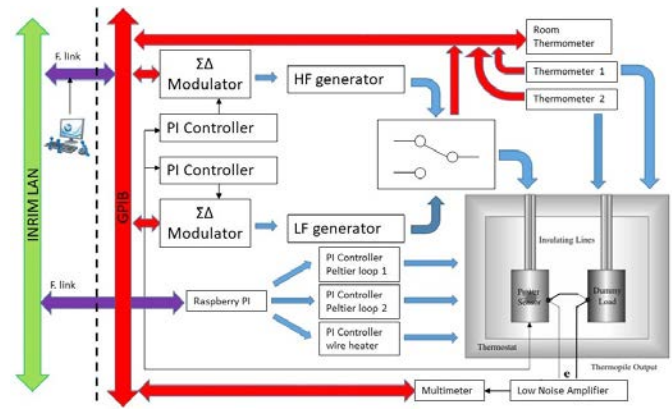 INRIM LAN
F. link
F. link
GPIB
ΣΔ
Modulator
HF generator
PI Controller
PI Controller
ΣΔ
Modulator
LF generator
Raspberry PI
PI Controller
Peltier loop 1
PI Controller
Peltier loop 2
PI Controller
wire heater
Room
Thermometer
Thermometer 1
Thermometer 2
Insulating Lines
Power
Sensor
Dummy
Load
Thermostat
Thermopile Output
e
Multimeter
Low Noise Amplifier